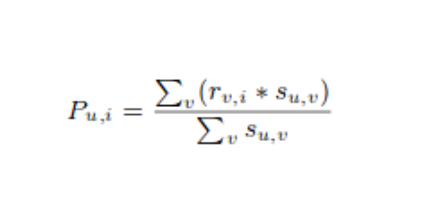 P_{u,i} = \frac{\sum_v (r_{v,i} * s_{u,v})}{\sum_v s_{u,v}}